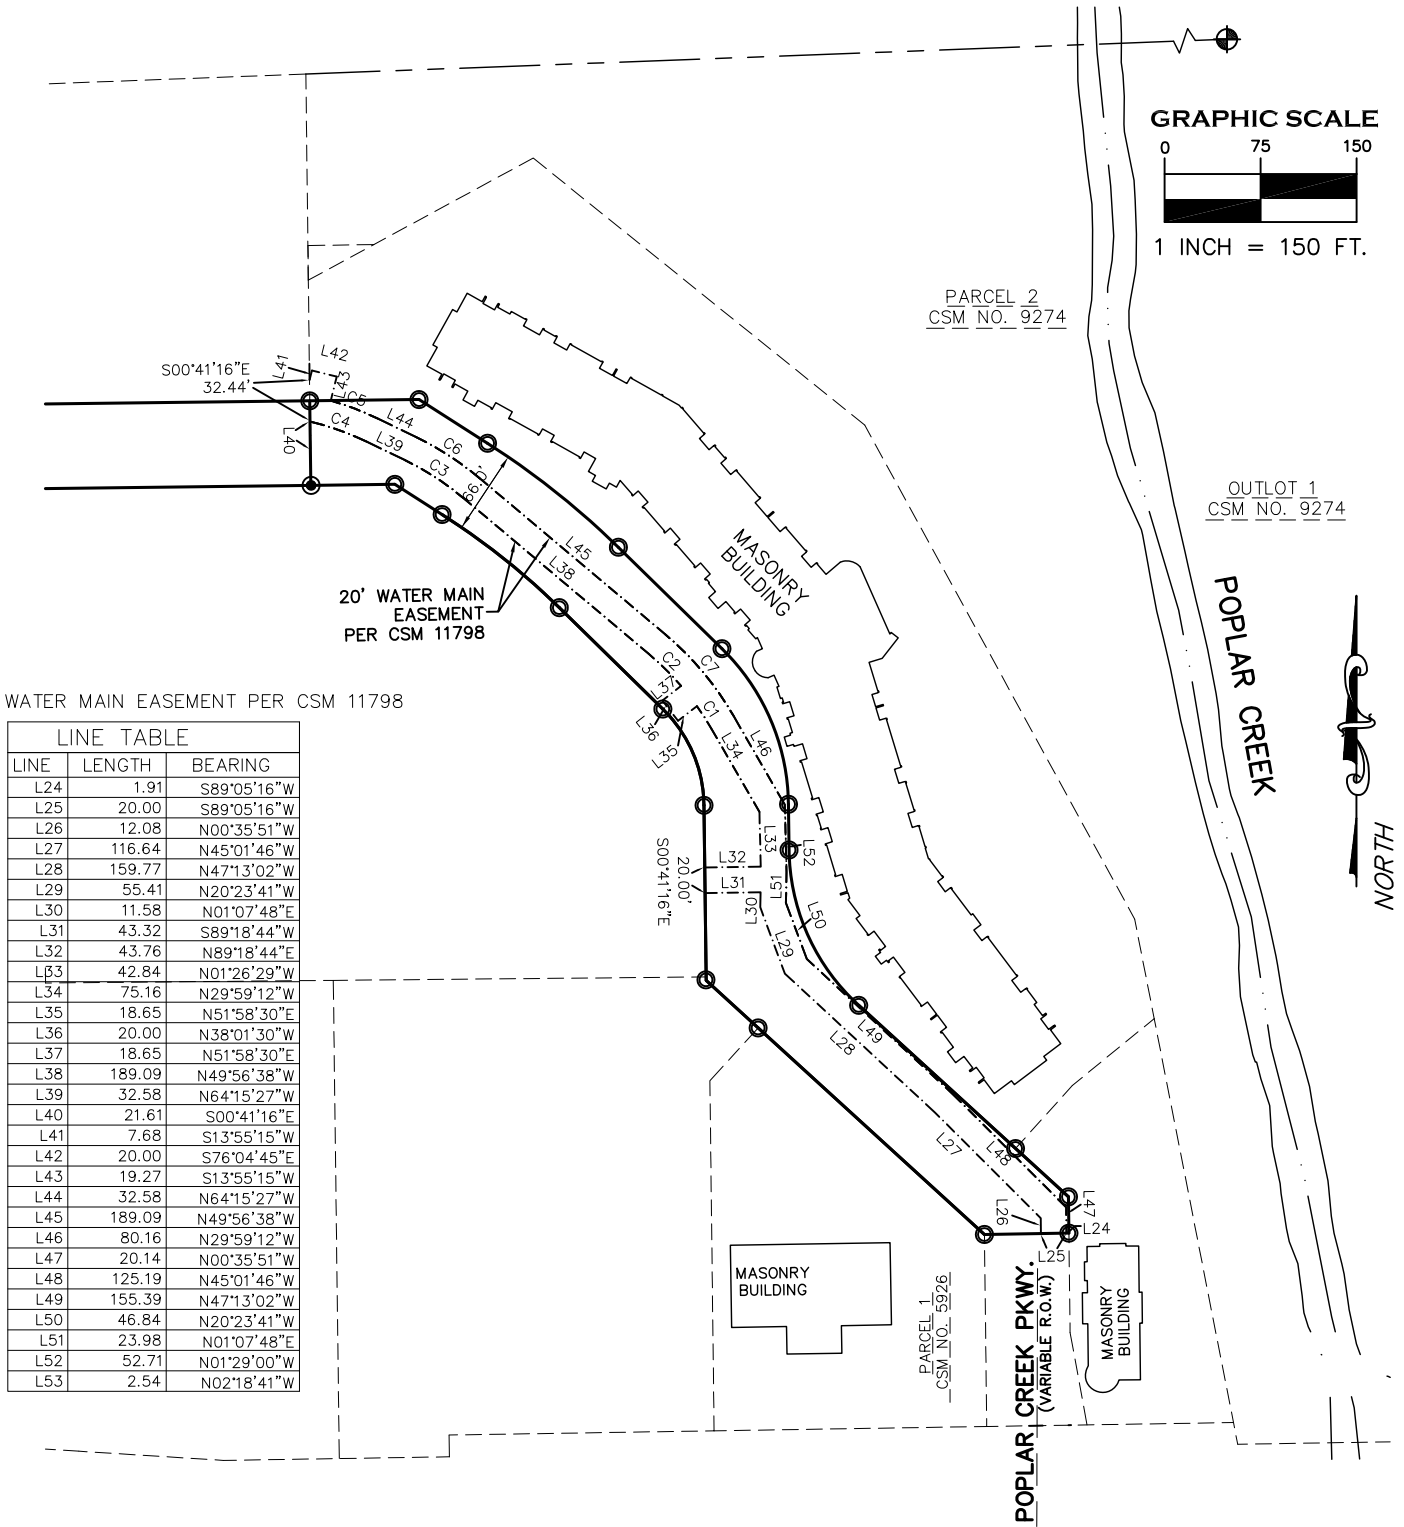 GRAPHIC SCALE
0 75 150
1 INCH = 150 FT.
PARCEL 2
CSM NO. 9274
OUTLOT 1
CSM NO. 9274
POPLAR CREEK
NORTH
S00°41'16"E
32.44'
L41
L42
L43
C5
L44
C6
C4
L39
C3
L40
66.0'
L45
L38
MASONRY
BUILDING
20' WATER MAIN
EASEMENT
PER CSM 11798
C2
C7
L37
C1
L36
L35
L34
L46
L33
L52
L32
L31
S00°41'16"E
20.00'
L30
L51
L50
L29
L49
L28
L27
L48
L47
L26
L24
L25
WATER MAIN EASEMENT PER CSM 11798
LINE TABLE
LINE LENGTH BEARING
L24 1.91 S89°05'16"W
L25 20.00 S89°05'16"W
L26 12.08 N00°35'51"W
L27 116.64 N45°01'46"W
L28 159.77 N47°13'02"W
L29 55.41 N20°23'41"W
L30 11.58 N01°07'48"E
L31 43.32 S89°18'44"W
L32 43.76 N89°18'44"E
L33 42.84 N01°26'29"W
L34 75.16 N29°59'12"W
L35 18.65 N51°58'30"E
L36 20.00 N38°01'30"W
L37 18.65 N51°58'30"E
L38 189.09 N49°56'38"W
L39 32.58 N64°15'27"W
L40 21.61 S00°41'16"E
L41 7.68 S13°55'15"W
L42 20.00 S76°04'45"E
L43 19.27 S13°55'15"W
L44 32.58 N64°15'27"W
L45 189.09 N49°56'38"W
L46 80.16 N29°59'12"W
L47 20.14 N00°35'51"W
L48 125.19 N45°01'46"W
L49 155.39 N47°13'02"W
L50 46.84 N20°23'41"W
L51 23.98 N01°07'48"E
L52 52.71 N01°29'00"W
L53 2.54 N02°18'41"W
MASONRY
BUILDING
PARCEL 1
CSM NO. 5926
POPLAR CREEK PKWY.
(VARIABLE R.O.W.)
MASONRY
BUILDING